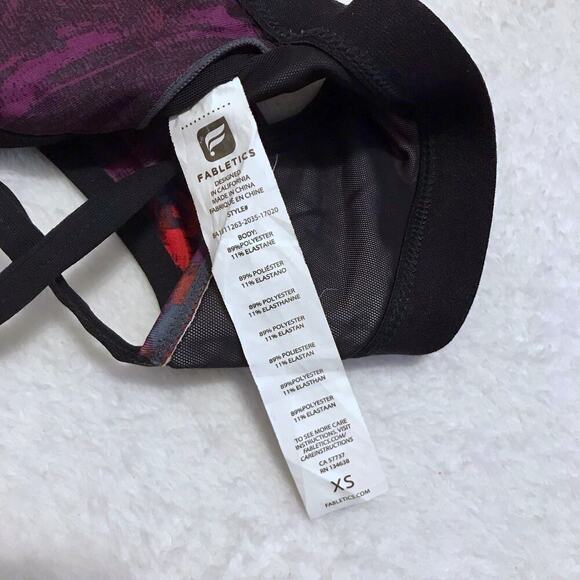 FABLETICS
DESIGNED
IN CALIFORNIA
MADE IN CHINA
FABRIQUÉ EN CHINE
STYLE#
BODY:
89%POLYESTER
11% ELASTANE
89% POLIÉSTER
11% ELASTANO
89% POLYESTER
11% ELASTHANNE
89% POLYESTER
11% ELASTAN
89% POLIESTERE
11% ELASTAN
89%POLYESTER
11% ELASTHAN
89%POLYESTER
11% ELASTAAN
TO SEE MORE CARE
INSTRUCTIONS, VISIT
FABLETICS.COM/
CAREINSTRUCTIONS
CA 57737
RN 134638
XS
FABLETICS.COM